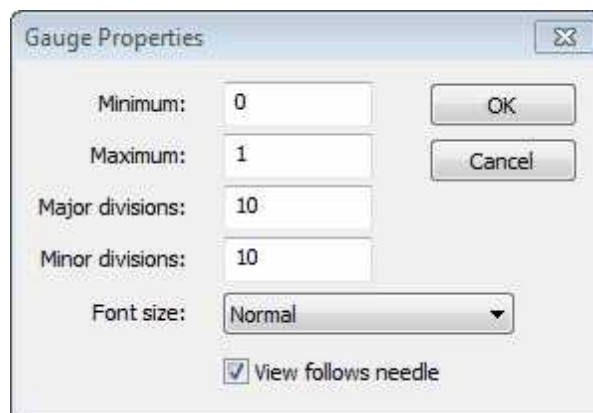 Gauge Properties
Minimum: 0 OK
Maximum: 1 Cancel
Major divisions: 10
Minor divisions: 10
Font size: Normal
View follows needle